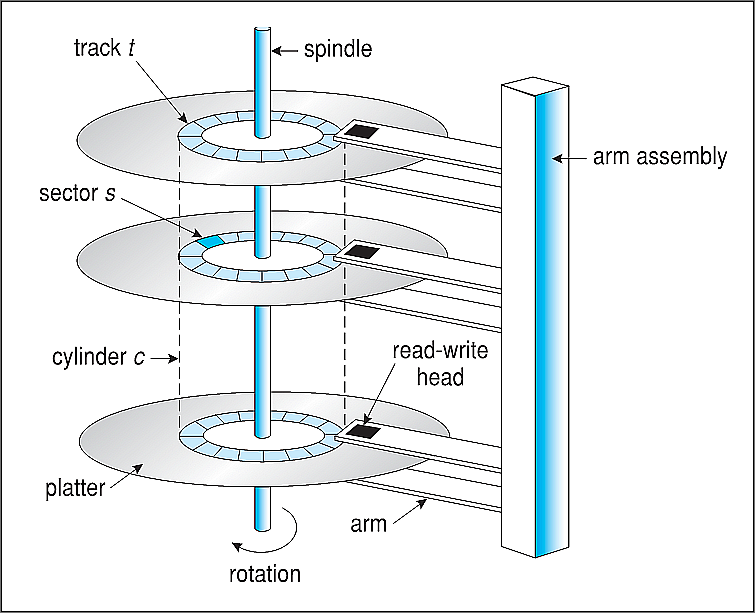 track t
spindle
arm assembly
sector s
cylinder c
read-write
head
platter
arm
rotation